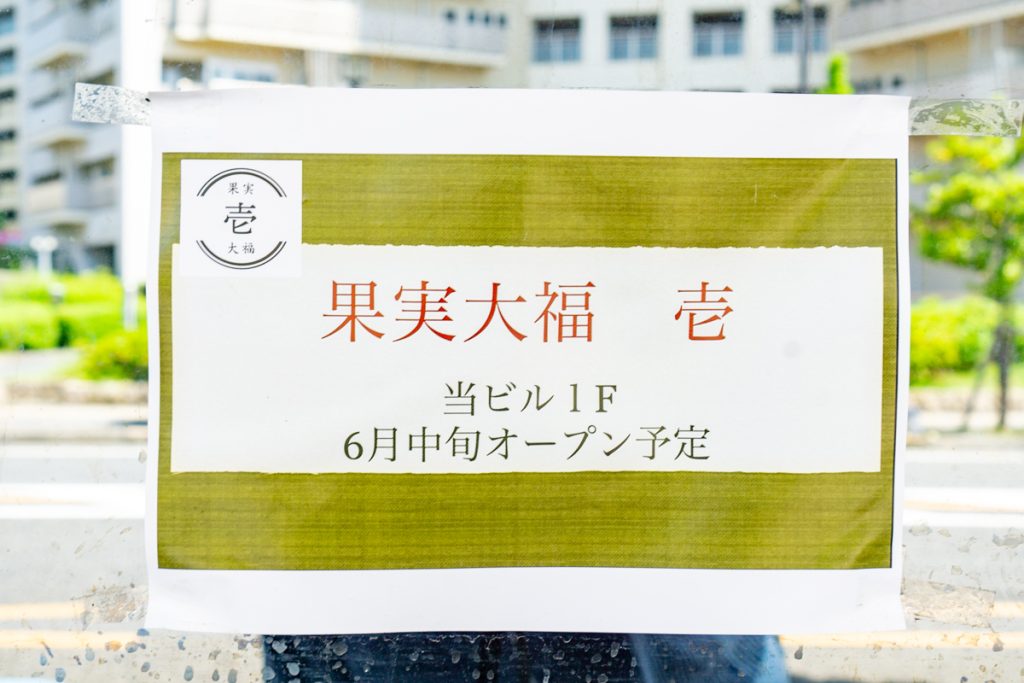 果実
壱
大福
果実大福　壱
当ビル１F
6月中旬オープン予定